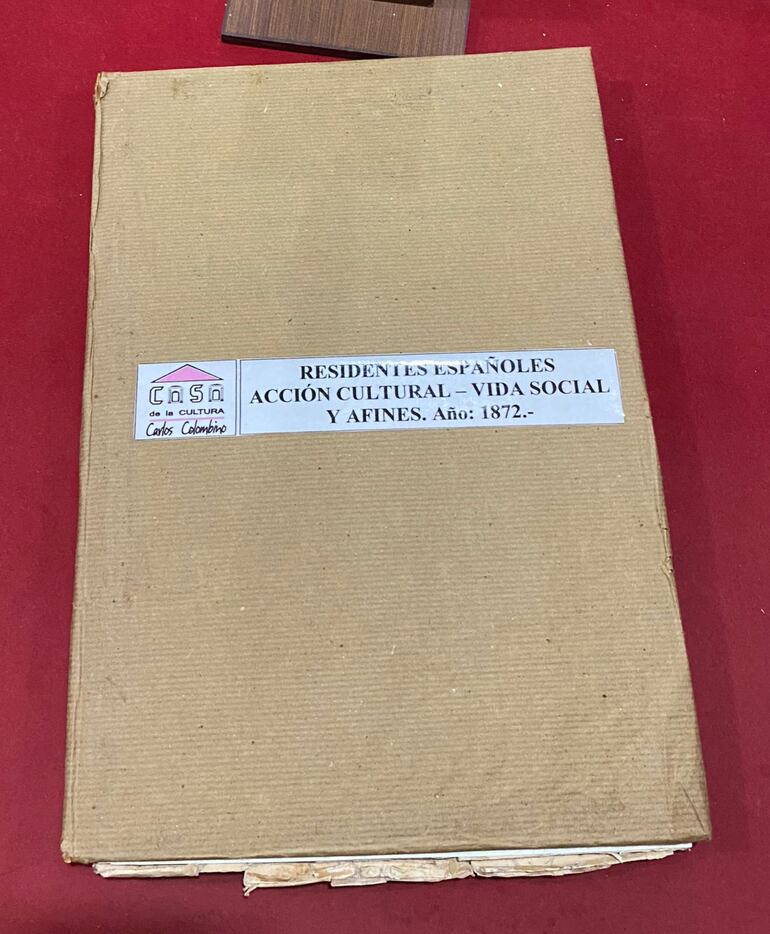 CASA
de la CULTURA
Carlos Colombino
RESIDENTES ESPAÑOLES
ACCIÓN CULTURAL – VIDA SOCIAL
Y AFINES. Año: 1872.-